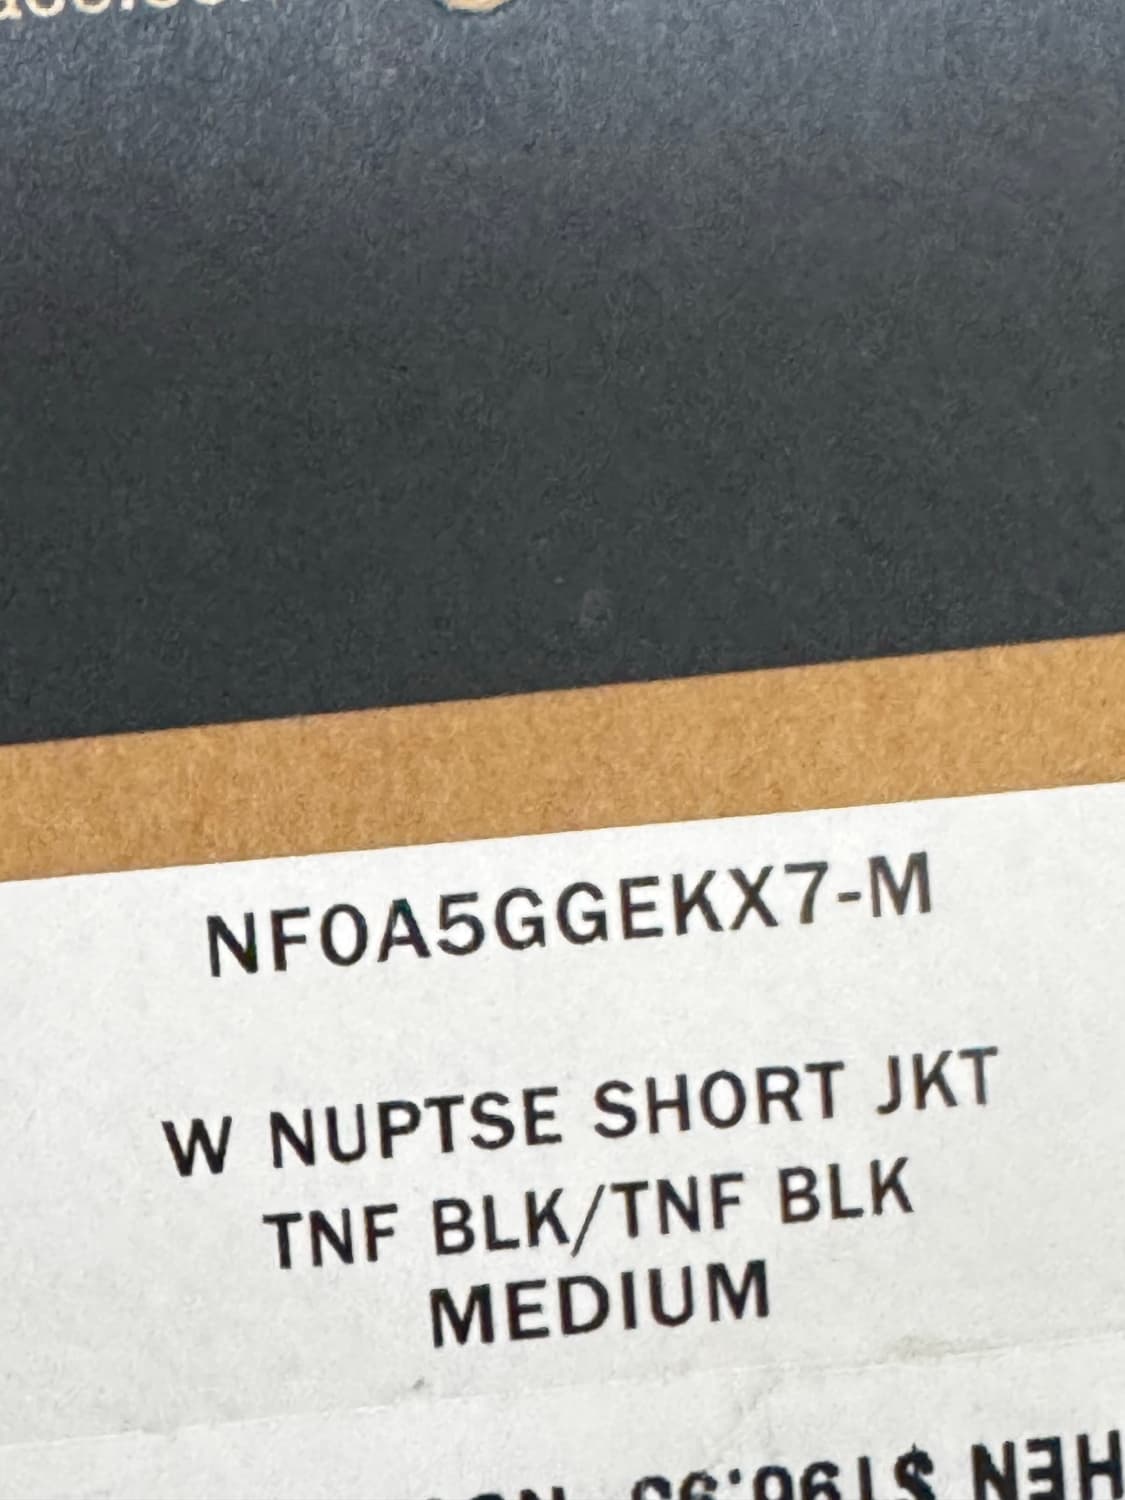 NF0A5GGEKX7-M
W NUPTSE SHORT JKT
TNF BLK/TNF BLK
MEDIUM